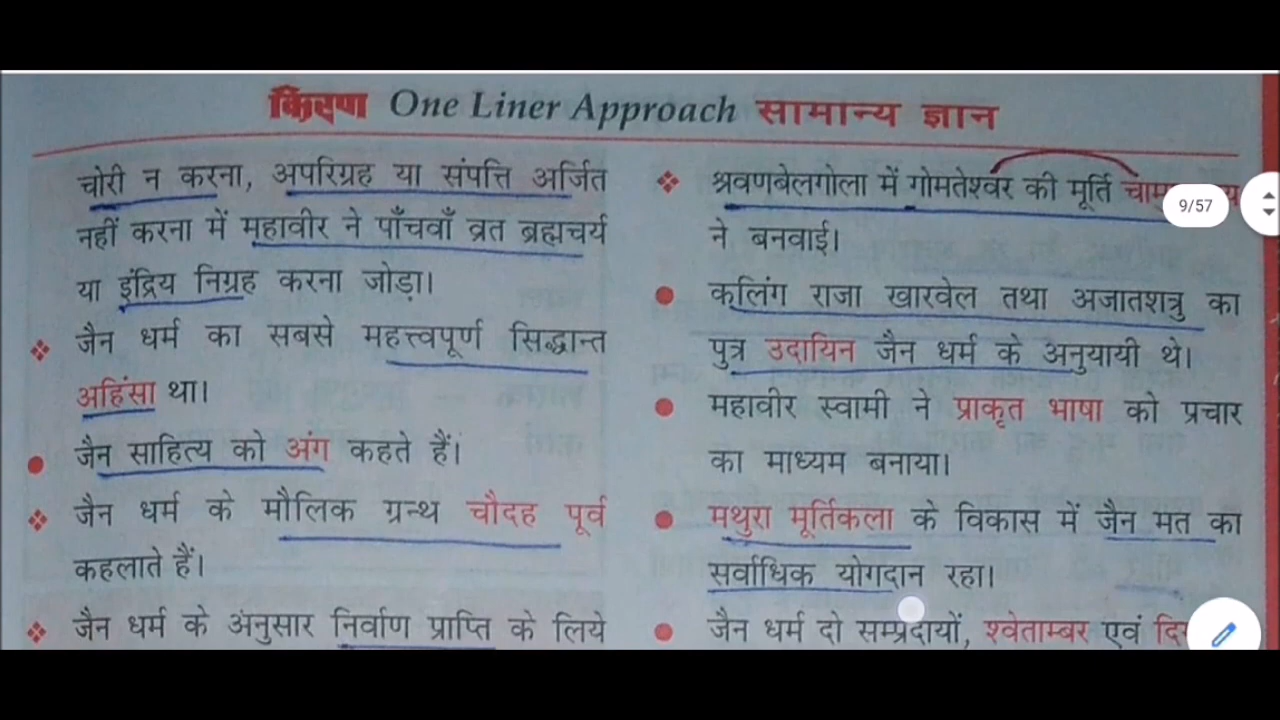 किरण One Liner Approach सामान्य ज्ञान
चोरी न करना, अपरिग्रह या संपत्ति अर्जित
नहीं करना में महावीर ने पाँचवाँ व्रत ब्रह्मचर्य
या इंद्रिय निग्रह करना जोड़ा।
जैन धर्म का सबसे महत्त्वपूर्ण सिद्धान्त
अहिंसा था।
जैन साहित्य को अंग कहते हैं।
जैन धर्म के मौलिक ग्रन्थ चौदह पूर्व
कहलाते हैं।
जैन धर्म के अंनुसार निर्वाण प्राप्ति के लिये
श्रवणबेलगोला में गोमतेश्वर की मूर्ति
ने बनवाई।
कलिंग राजा खारवेल तथा अजातशत्रु का
पुत्र उदायिन जैन धर्म के अनुयायी थे।
महावीर स्वामी ने प्राकृत भाषा को प्रचार
का माध्यम बनाया।
मथुरा मूर्तिकला के विकास में जैन मत का
सर्वाधिक योगदान रहा।
जैन धर्म दो सम्प्रदायों, श्वेताम्बर एवं
9/57